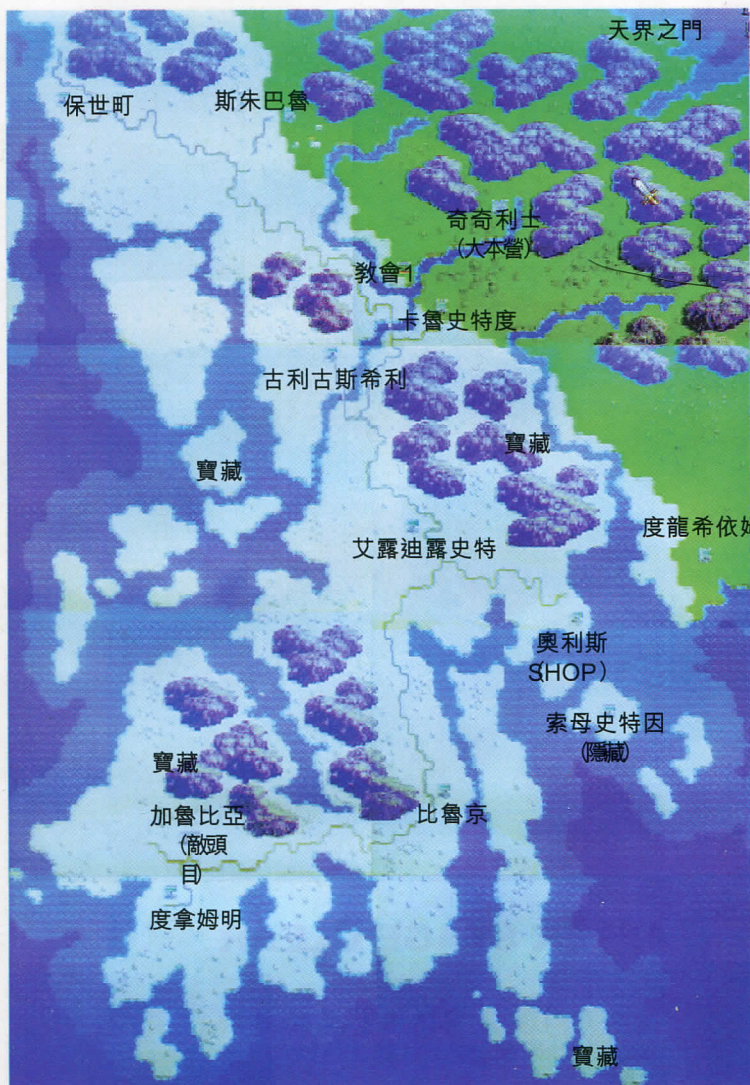 天界之門
保世町
斯朱巴魯
奇奇利士
(大本營)
教會1
卡魯史特度
古利古斯希利
寶藏
寶藏
度龍希依
艾露迪露史特
奧利斯
(SHOP)
索母史特因
(隱藏)
寶藏
加魯比亞
(敵頭
目)
比魯京
度拿姆明
寶藏